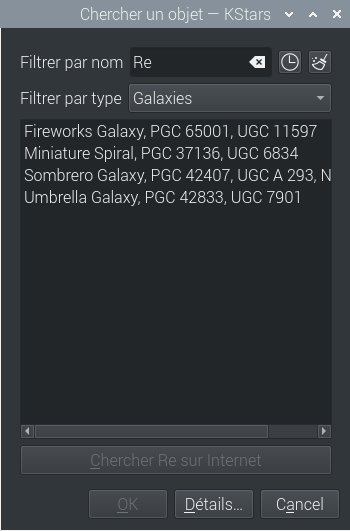 Chercher un objet — KStars
Filtrer par nom Re
Filtrer par type Galaxies
Fireworks Galaxy, PGC 65001, UGC 11597
Miniature Spiral, PGC 37136, UGC 6834
Sombrero Galaxy, PGC 42407, UGC A 293, N
Umbrella Galaxy, PGC 42833, UGC 7901
Chercher Re sur Internet
OK Détails... Cancel